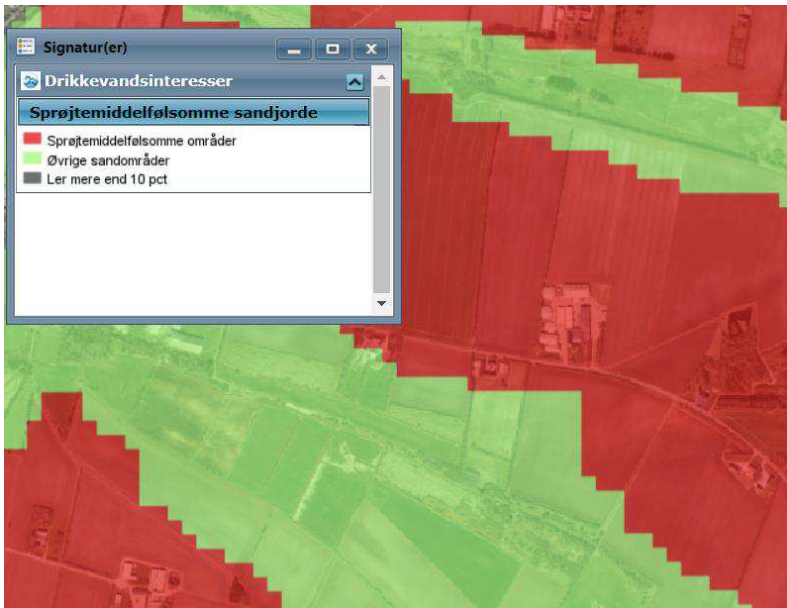 Signatur(er)
Drikkevandsinteresser
Sprøjtemiddelfølsomme sandjorde
Sprøjtemiddelfølsomme områder
Øvrige sandområder
Ler mere end 10 pct